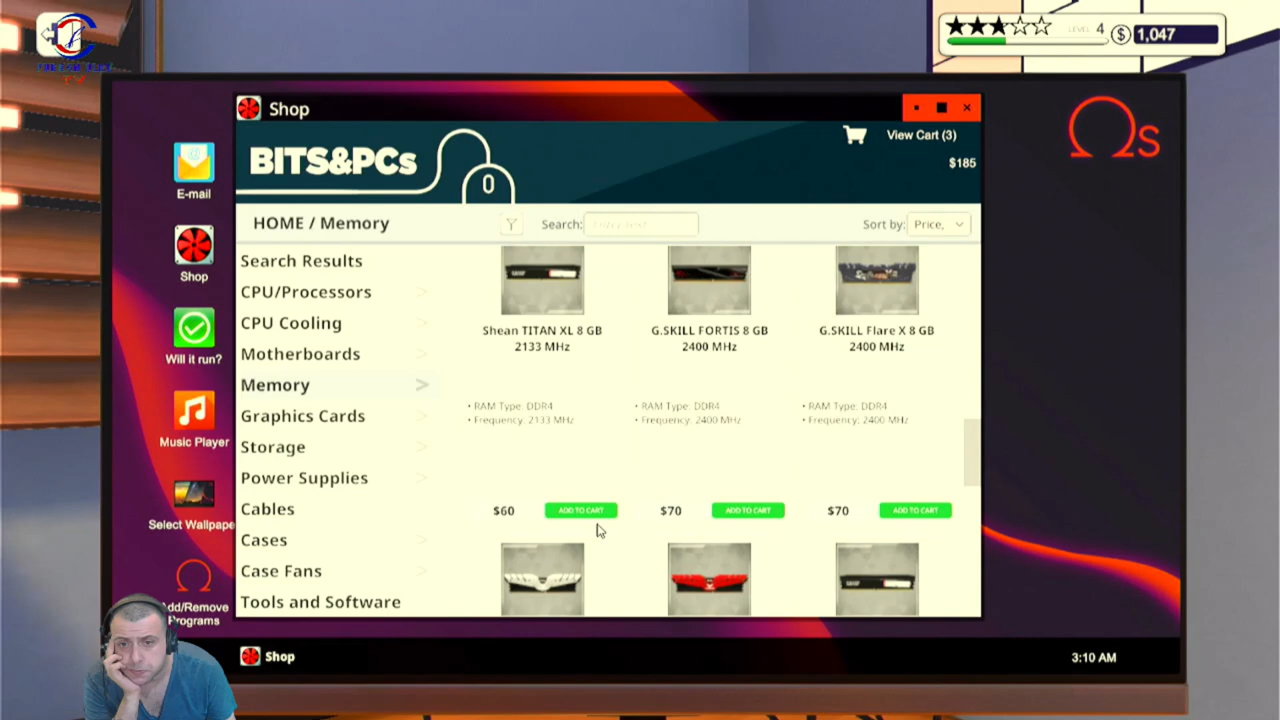 LEVEL 4 $ 1,047
Shop
BITS&PCs
View Cart (3)
$185
Ωs
HOME / Memory
Search:
Sort by: Price,
E-mail
Shop
Will it run?
Music Player
Select Wallpape
Add/Remove
Programs
Search Results
CPU/Processors >
CPU Cooling >
Motherboards >
Memory >
Graphics Cards >
Storage >
Power Supplies >
Cables
Cases >
Case Fans >
Tools and Software
Shean TITAN XL 8 GB
2133 MHz
• RAM Type: DDR4
• Frequency: 2133 MHz
$60 ADD TO CART
G.SKILL FORTIS 8 GB
2400 MHz
• RAM Type: DDR4
• Frequency: 2400 MHz
$70 ADD TO CART
G.SKILL Flare X 8 GB
2400 MHz
• RAM Type: DDR4
• Frequency: 2400 MHz
$70 ADD TO CART
Shop
3:10 AM